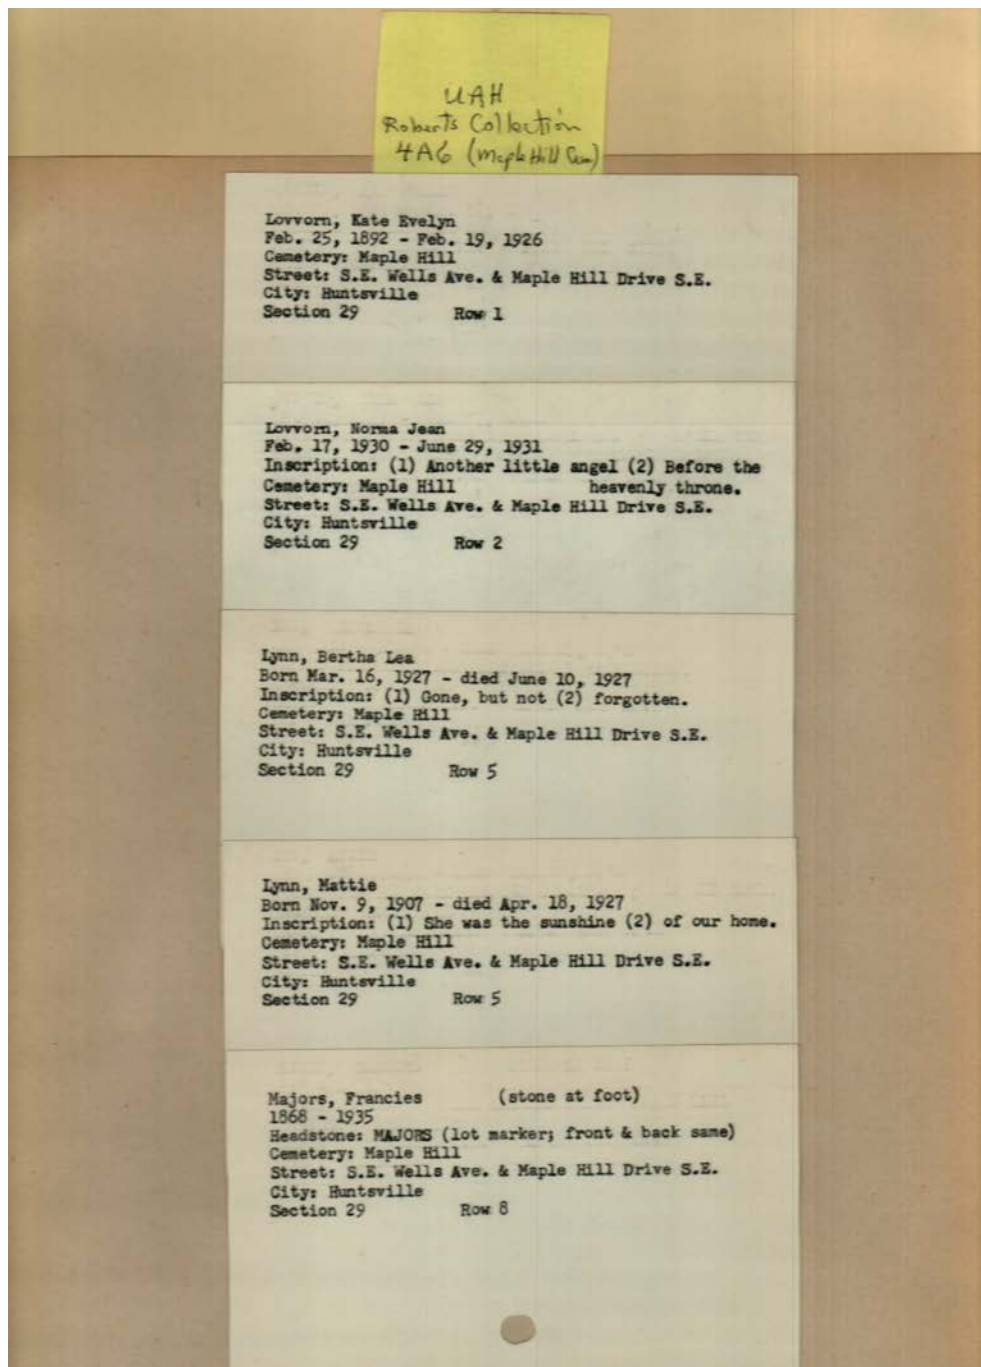 UAH
Roberts Collection
4A6 (Maple Hill Cem)
Lovvorn, Kate Evelyn
Feb. 25, 1892 - Feb. 19, 1926
Cemetery: Maple Hill
Street: S.E. Wells Ave. & Maple Hill Drive S.E.
City: Huntsville
Section 29 Row 1
Lovvorn, Norma Jean
Feb. 17, 1930 - June 29, 1931
Inscription: (1) Another little angel (2) Before the
Cemetery: Maple Hill heavenly throne.
Street: S.E. Wells Ave. & Maple Hill Drive S.E.
City: Huntsville
Section 29 Row 2
Lynn, Bertha Lea
Born Mar. 16, 1927 - died June 10, 1927
Inscription: (1) Gone, but not (2) forgotten.
Cemetery: Maple Hill
Street: S.E. Wells Ave. & Maple Hill Drive S.E.
City: Huntsville
Section 29 Row 5
Lynn, Mattie
Born Nov. 9, 1907 - died Apr. 18, 1927
Inscription: (1) She was the sunshine (2) of our home.
Cemetery: Maple Hill
Street: S.E. Wells Ave. & Maple Hill Drive S.E.
City: Huntsville
Section 29 Row 5
Majors, Francies (stone at foot)
1868 - 1935
Headstone: MAJORS (lot marker; front & back same)
Cemetery: Maple Hill
Street: S.E. Wells Ave. & Maple Hill Drive S.E.
City: Huntsville
Section 29 Row 8